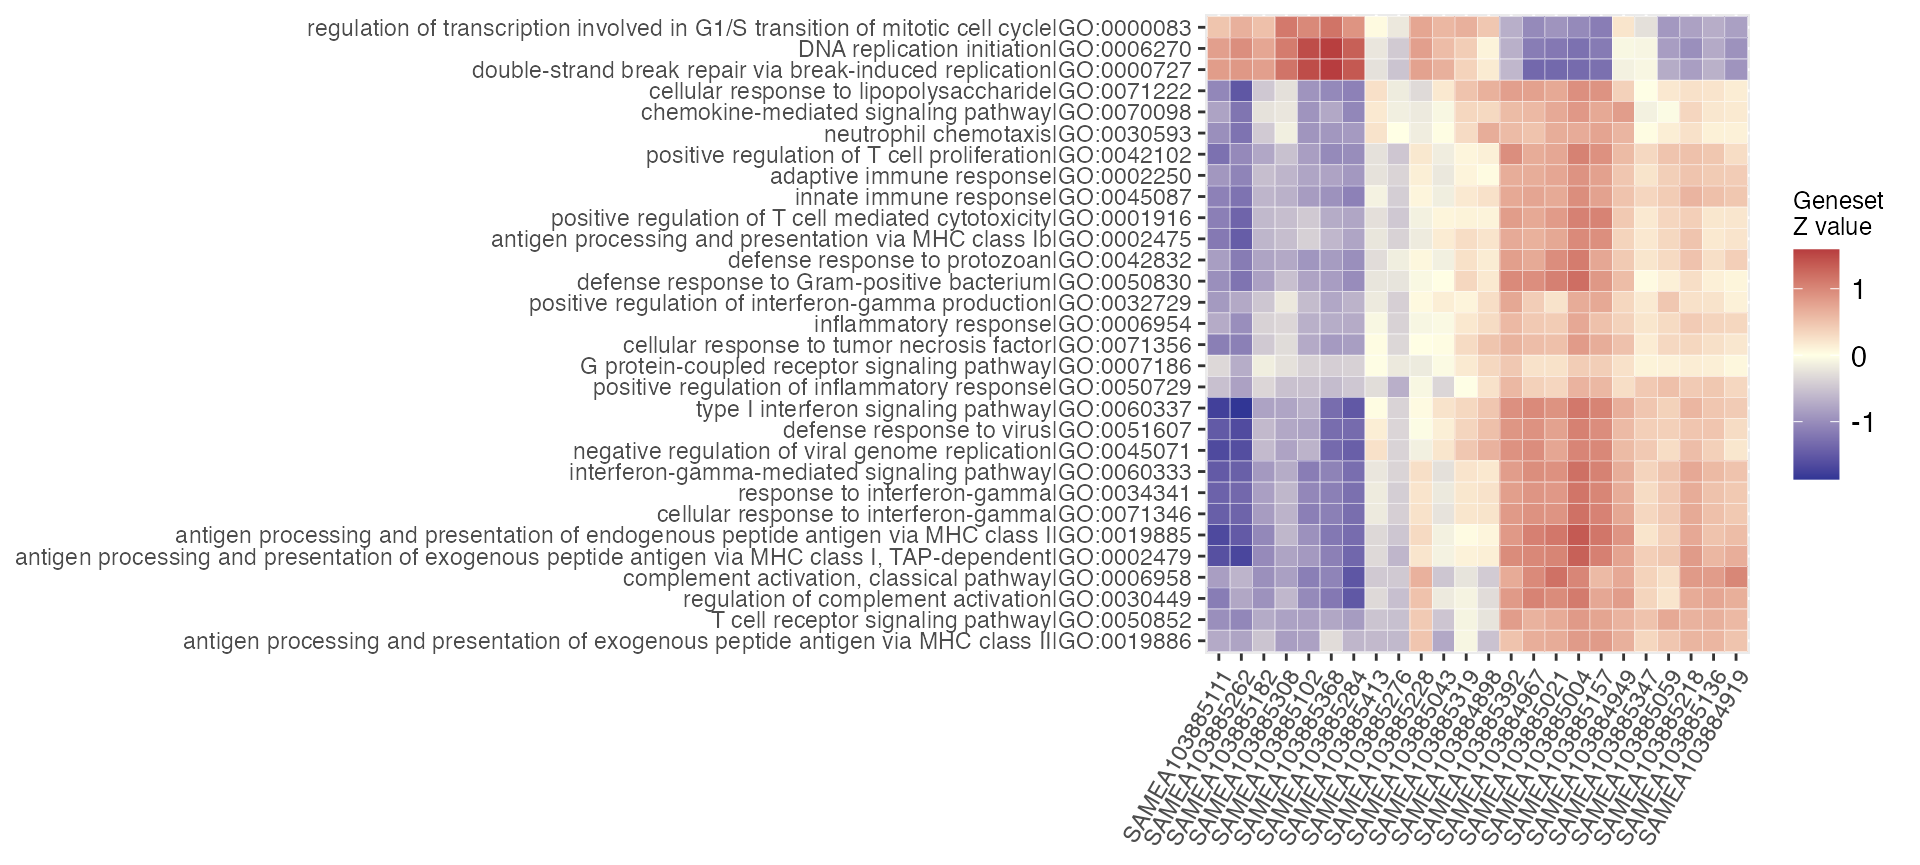 regulation of transcription involved in G1/S transition of mitotic cell cycle|GO:0000083
DNA replication initiation|GO:0006270
double-strand break repair via break-induced replication|GO:0000727
cellular response to lipopolysaccharide|GO:0071222
chemokine-mediated signaling pathway|GO:0070098
neutrophil chemotaxis|GO:0030593
positive regulation of T cell proliferation|GO:0042102
adaptive immune response|GO:0002250
innate immune response|GO:0045087
positive regulation of T cell mediated cytotoxicity|GO:0001916
antigen processing and presentation via MHC class Ib|GO:0002475
defense response to protozoan|GO:0042832
defense response to Gram-positive bacterium|GO:0050830
positive regulation of interferon-gamma production|GO:0032729
inflammatory response|GO:0006954
cellular response to tumor necrosis factor|GO:0071356
G protein-coupled receptor signaling pathway|GO:0007186
positive regulation of inflammatory response|GO:0050729
type I interferon signaling pathway|GO:0060337
defense response to virus|GO:0051607
negative regulation of viral genome replication|GO:0045071
interferon-gamma-mediated signaling pathway|GO:0060333
response to interferon-gamma|GO:0034341
cellular response to interferon-gamma|GO:0071346
antigen processing and presentation of endogenous peptide antigen via MHC class I|GO:0019885
antigen processing and presentation of exogenous peptide antigen via MHC class I, TAP-dependent|GO:0002479
complement activation, classical pathway|GO:0006958
regulation of complement activation|GO:0030449
T cell receptor signaling pathway|GO:0050852
antigen processing and presentation of exogenous peptide antigen via MHC class II|GO:0019886
SAMEA103885111
SAMEA103885262
SAMEA103885182
SAMEA103885308
SAMEA103885102
SAMEA103885368
SAMEA103885284
SAMEA103885413
SAMEA103885276
SAMEA103885228
SAMEA103885043
SAMEA103885319
SAMEA103884898
SAMEA103885392
SAMEA103884967
SAMEA103885021
SAMEA103885004
SAMEA103885157
SAMEA103884949
SAMEA103885347
SAMEA103885059
SAMEA103885218
SAMEA103885136
SAMEA103884919
Geneset
Z value
1
0
-1